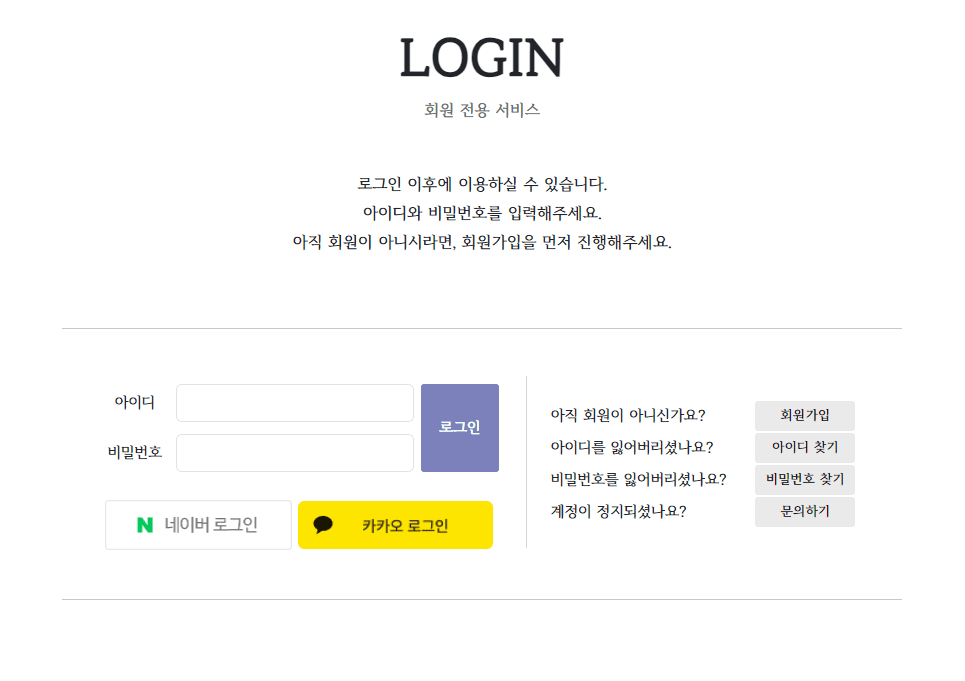 LOGIN
회원 전용 서비스
로그인 이후에 이용하실 수 있습니다.
아이디와 비밀번호를 입력해주세요.
아직 회원이 아니시라면, 회원가입을 먼저 진행해주세요.
아이디
비밀번호
로그인
N 네이버 로그인
카카오 로그인
아직 회원이 아니신가요? 회원가입
아이디를 잃어버리셨나요? 아이디 찾기
비밀번호를 잃어버리셨나요? 비밀번호 찾기
계정이 정지되셨나요? 문의하기